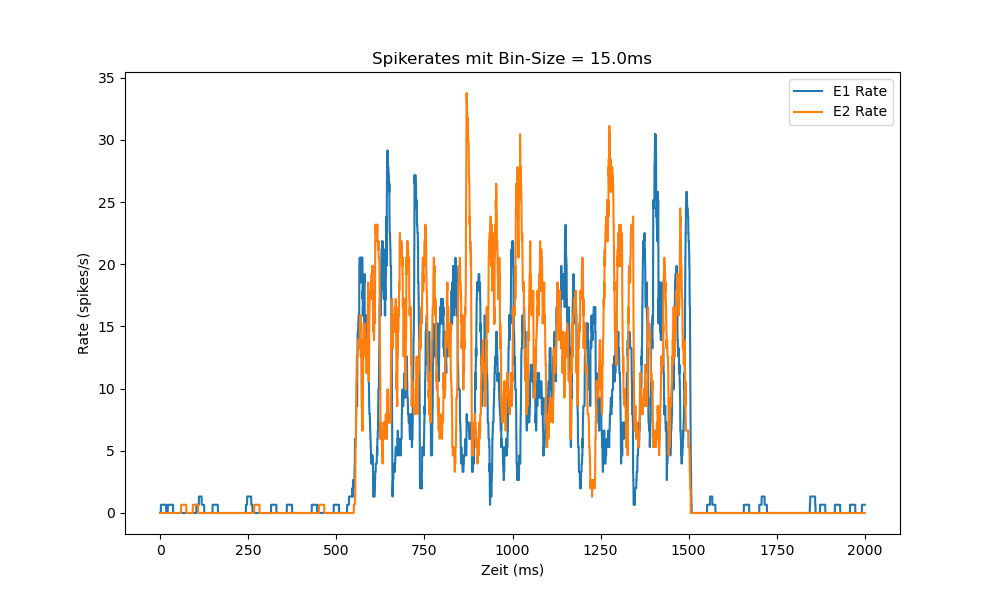 Spikerates mit Bin-Size = 15.0ms
E1 Rate
E2 Rate
Rate (spikes/s)
35
30
25
20
15
10
5
0
0 250 500 750 1000 1250 1500 1750 2000
Zeit (ms)